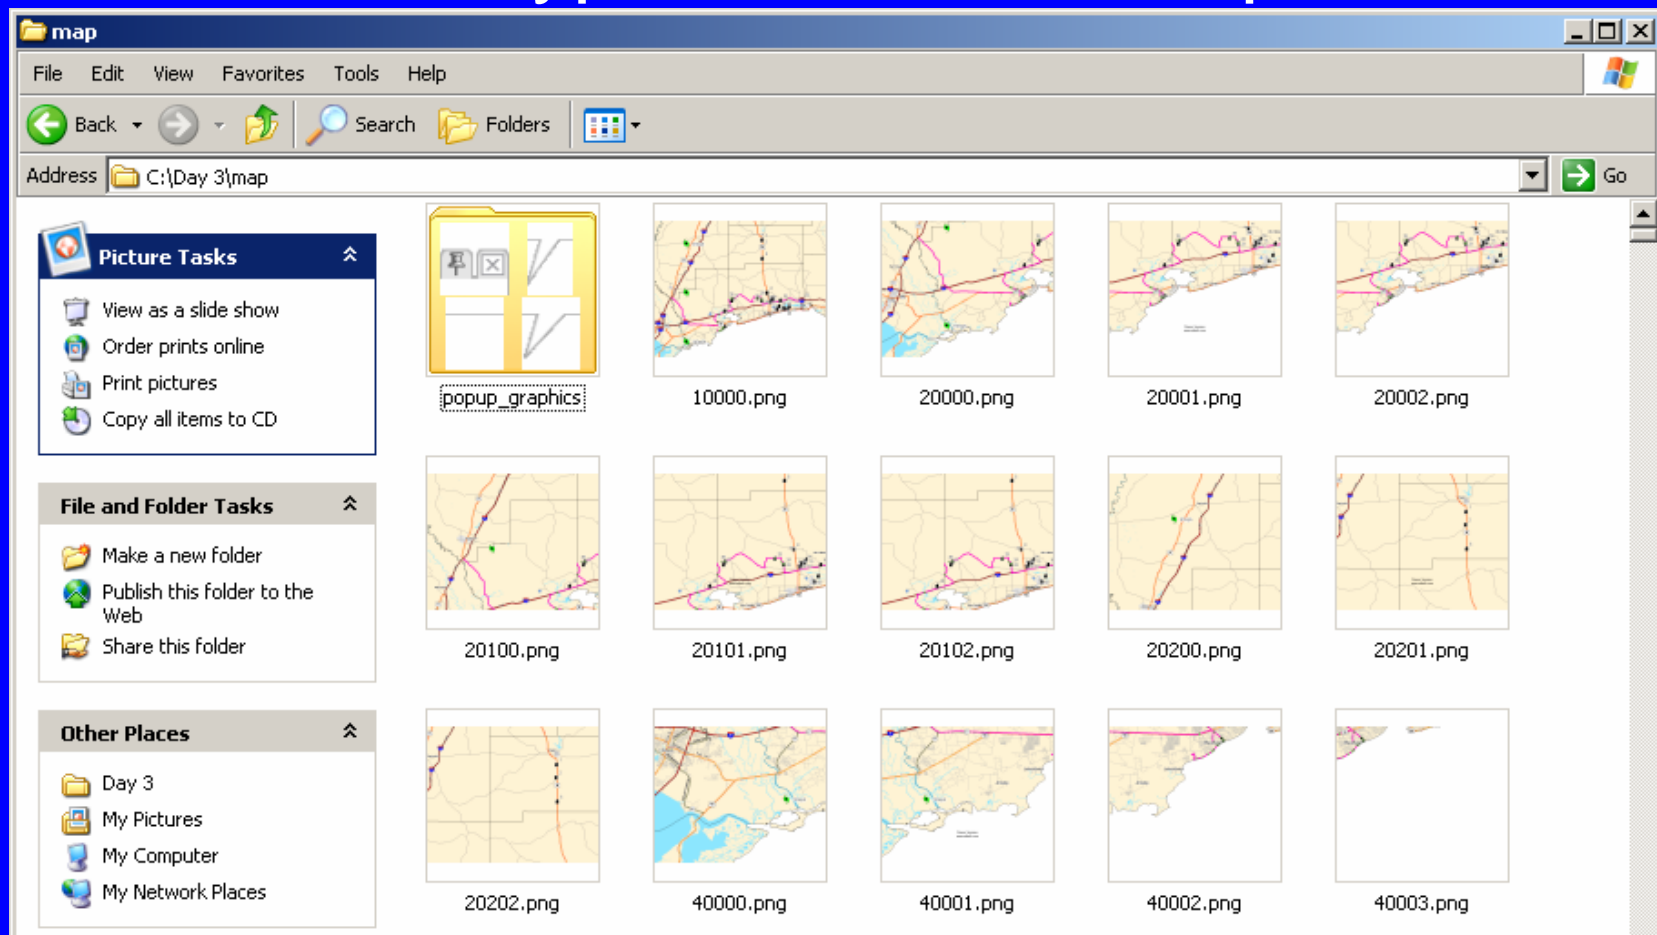 map
File Edit View Favorites Tools Help
Back Search Folders
Address C:\Day 3\map Go
Picture Tasks
View as a slide show
Order prints online
Print pictures
Copy all items to CD
File and Folder Tasks
Make a new folder
Publish this folder to the
Web
Share this folder
Other Places
Day 3
My Pictures
My Computer
My Network Places
popup_graphics 10000.png 20000.png 20001.png 20002.png
20100.png 20101.png 20102.png 20200.png 20201.png
20202.png 40000.png 40001.png 40002.png 40003.png